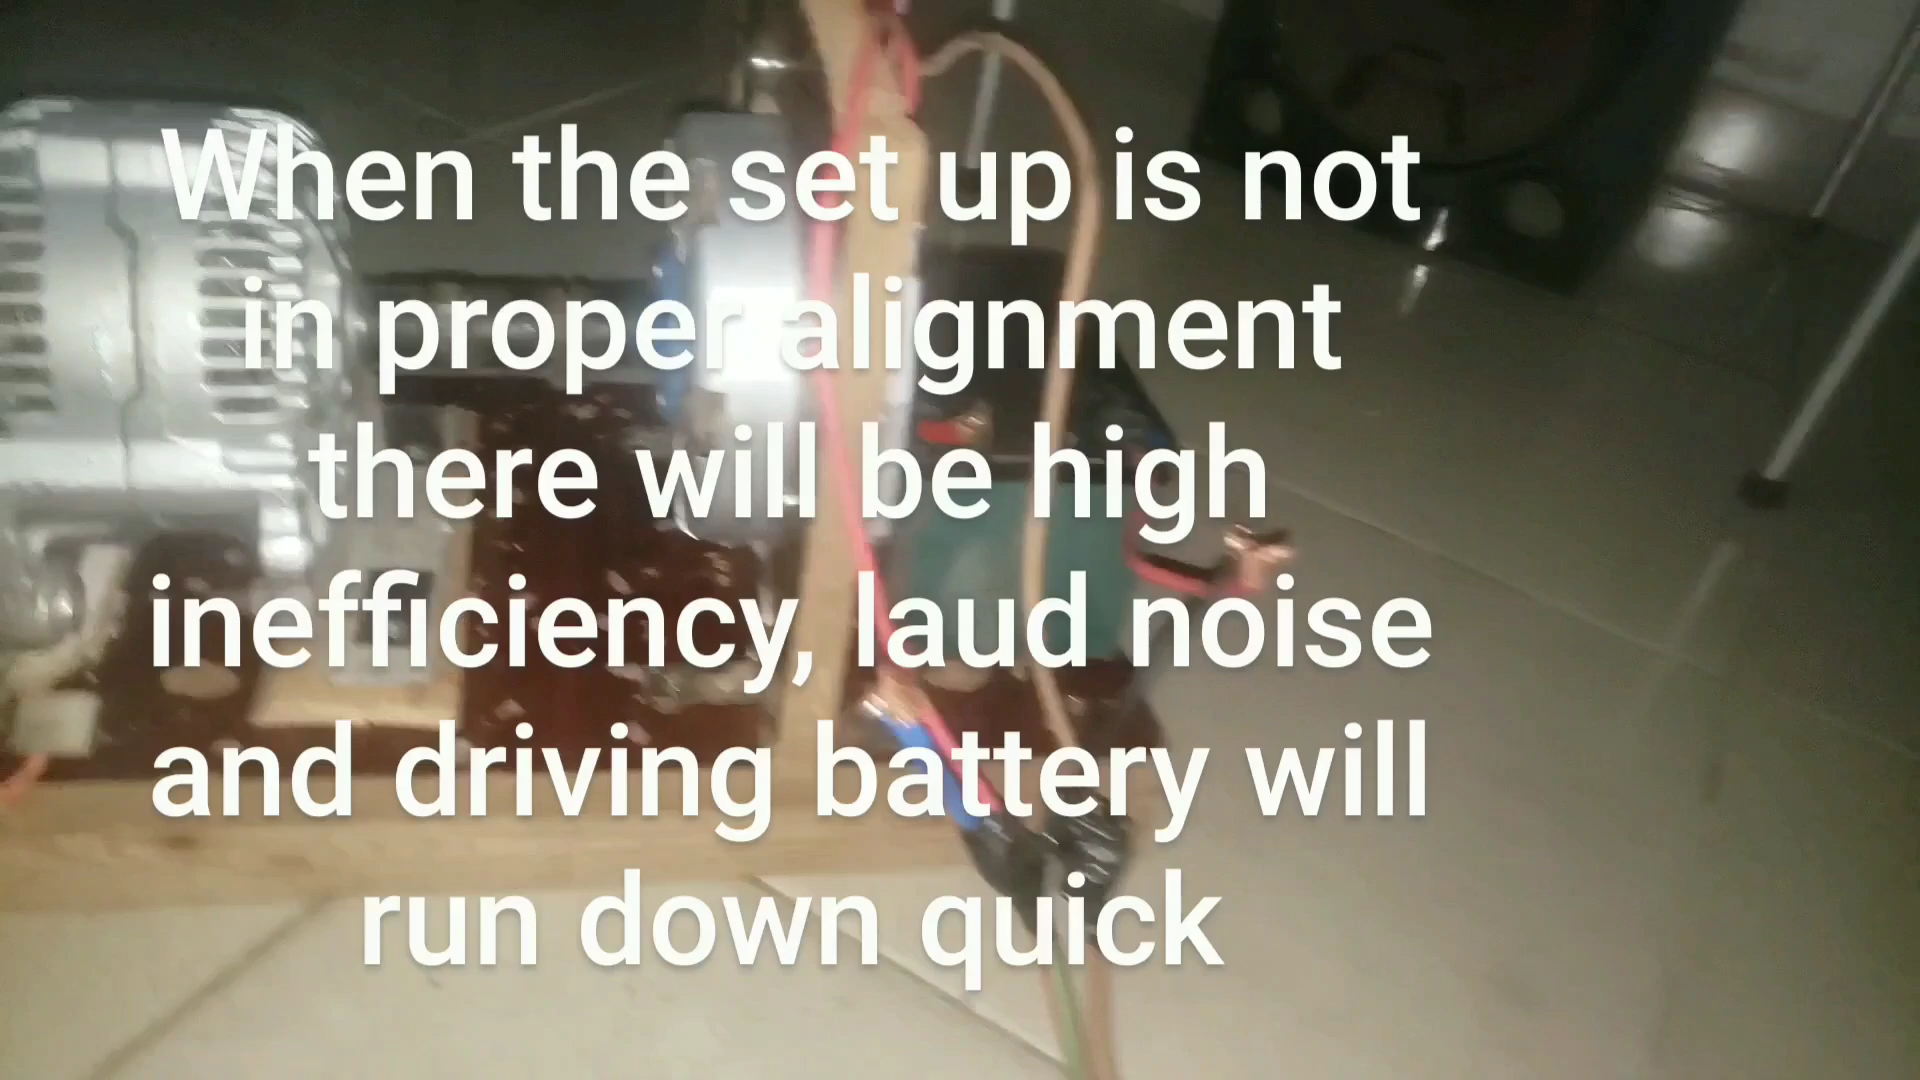 When the set up is not
in proper alignment
there will be high
inefficiency, laud noise
and driving battery will
run down quick